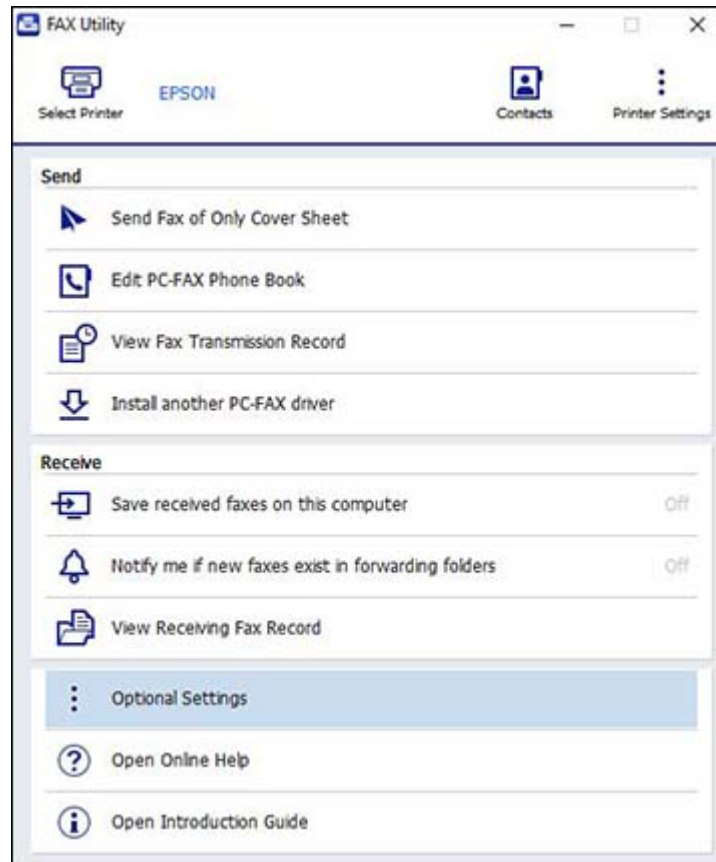 FAX Utility
Select Printer
EPSON
Contacts
Printer Settings
Send
Send Fax of Only Cover Sheet
Edit PC-FAX Phone Book
View Fax Transmission Record
Install another PC-FAX driver
Receive
Save received faxes on this computer Off
Notify me if new faxes exist in forwarding folders Off
View Receiving Fax Record
Optional Settings
Open Online Help
Open Introduction Guide